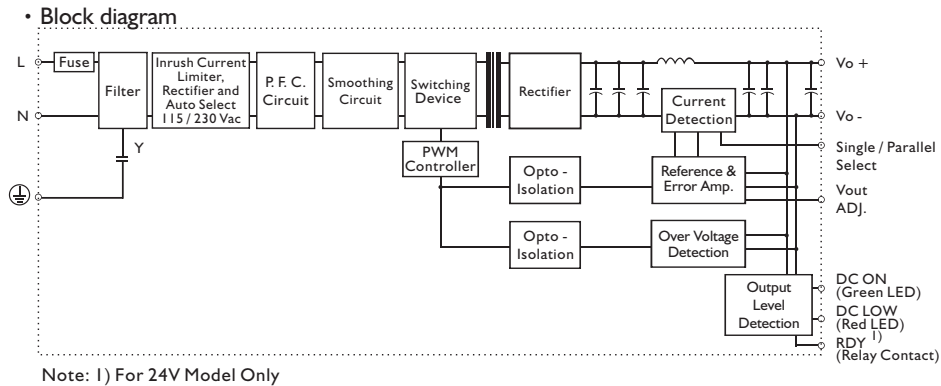 • Block diagram
L
Fuse
N
Filter
Inrush Current
Limiter,
Rectifier and
Auto Select
115 / 230 Vac
P. F. C.
Circuit
Smoothing
Circuit
Switching
Device
Rectifier
Current
Detection
Vo +
Vo -
Single / Parallel
Select
Vout
ADJ.
Y
PWM
Controller
Opto -
Isolation
Reference &
Error Amp.
Opto -
Isolation
Over Voltage
Detection
Output
Level
Detection
DC ON
(Green LED)
DC LOW
(Red LED)
RDY 1)
(Relay Contact)
Note: 1) For 24V Model Only